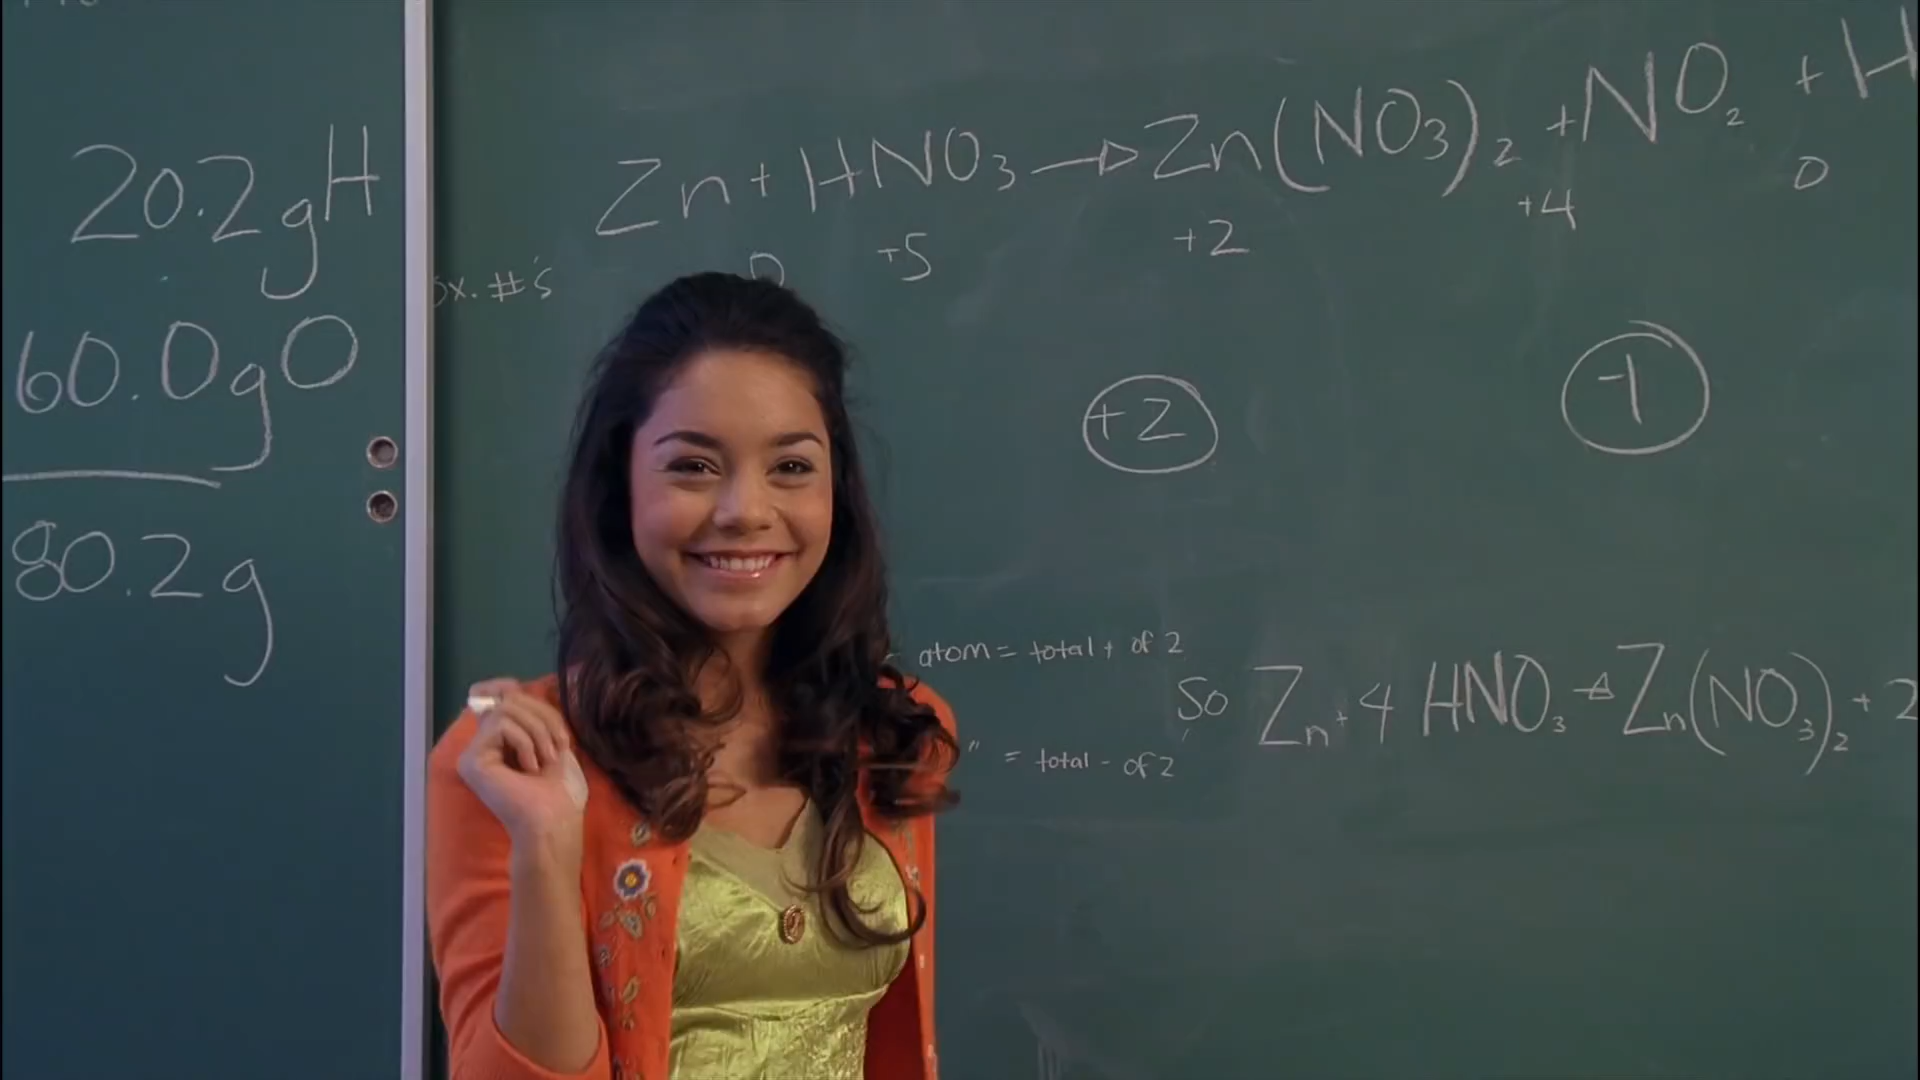 20.2gH
60.0gO
80.2g
Zn + HNO₃ → Zn(NO₃)₂ + NO₂ + H
ox. #'s 0 +5 +2 +4 0
+2 -1
atom = total + of 2
" = total - of 2
So Zn + 4 HNO₃ → Zn(NO₃)₂ + 2